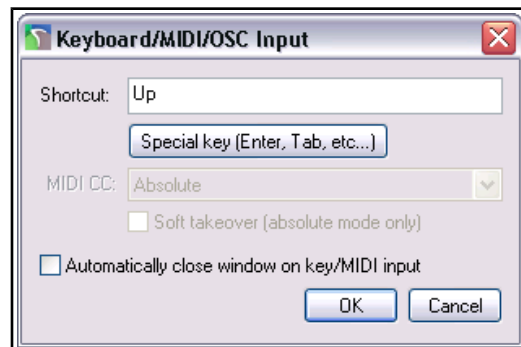 Keyboard/MIDI/OSC Input
Shortcut: Up
Special key (Enter, Tab, etc...)
MIDI CC: Absolute
Soft takeover (absolute mode only)
Automatically close window on key/MIDI input
OK Cancel